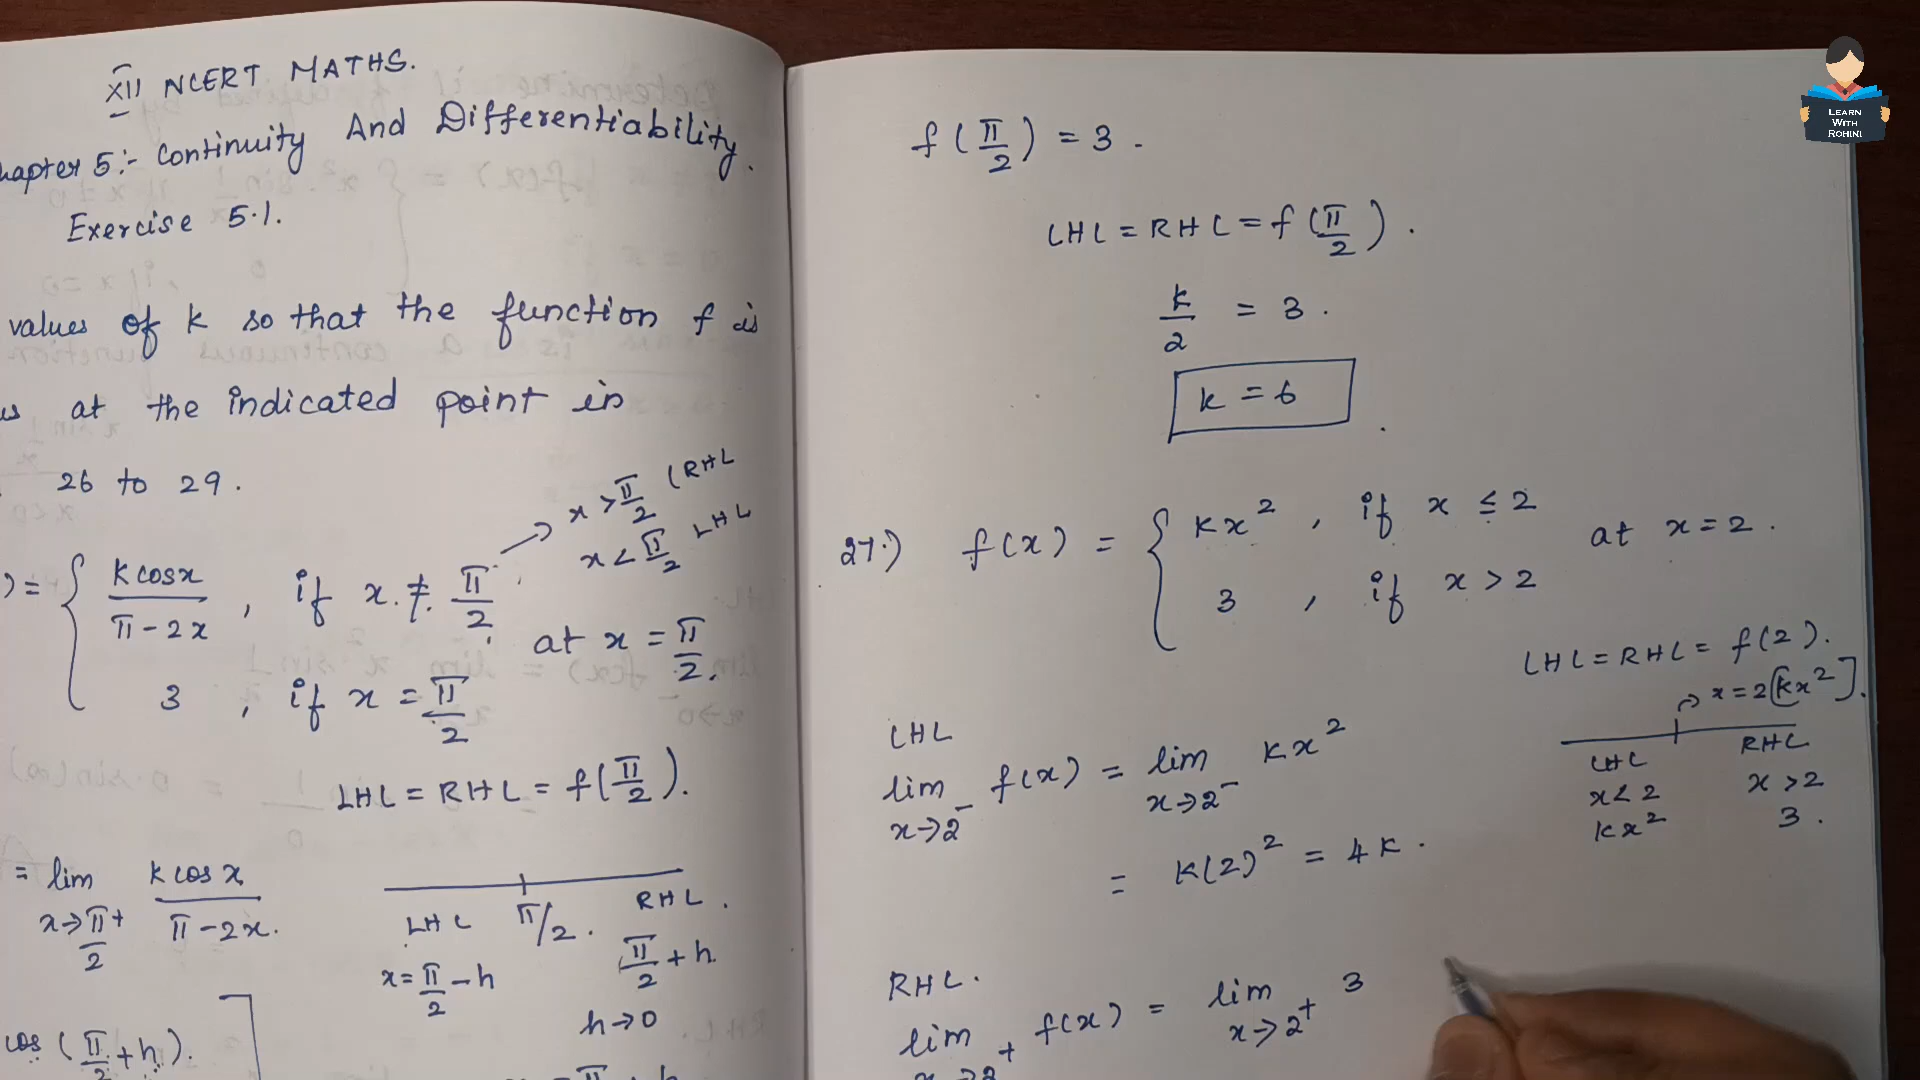 XII NCERT MATHS.
hapter 5:- Continuity And Differentiability.
Exercise 5.1.
values of k so that the function f is
us at the indicated point in
26 to 29.
x > π/2 (RHL
x < π/2 LHL
) = { k cos x / π - 2x , if x ≠ π/2
at x = π/2.
3 , if x = π/2
LHL = RHL = f(π/2).
= lim x→π/2+ k cos x / π - 2x.
LHL π/2. RHL.
x = π/2 - h π/2 + h
h→0
cos (π/2 + h).
f(π/2) = 3.
LHL = RHL = f(π/2).
k/2 = 3.
k = 6
27.) f(x) = { kx² , if x ≤ 2
3 , if x > 2
at x = 2.
LHL = RHL = f(2).
x = 2 [kx²].
LHL RHL
x < 2 x > 2
kx² 3.
LHL
lim x→2- f(x) = lim x→2- kx²
= k(2)² = 4k.
RHL.
lim x→2+ f(x) = lim x→2+ 3
LEARN
WITH
ROHINI